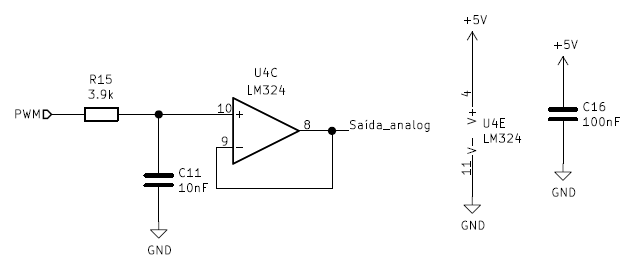 +5V
+5V
U4C
LM324
R15
3.9k
4
V+
C16
100nF
PWM
10
+
8
Saída_analog
U4E
LM324
9
-
V-
11
C11
10nF
GND
GND
GND